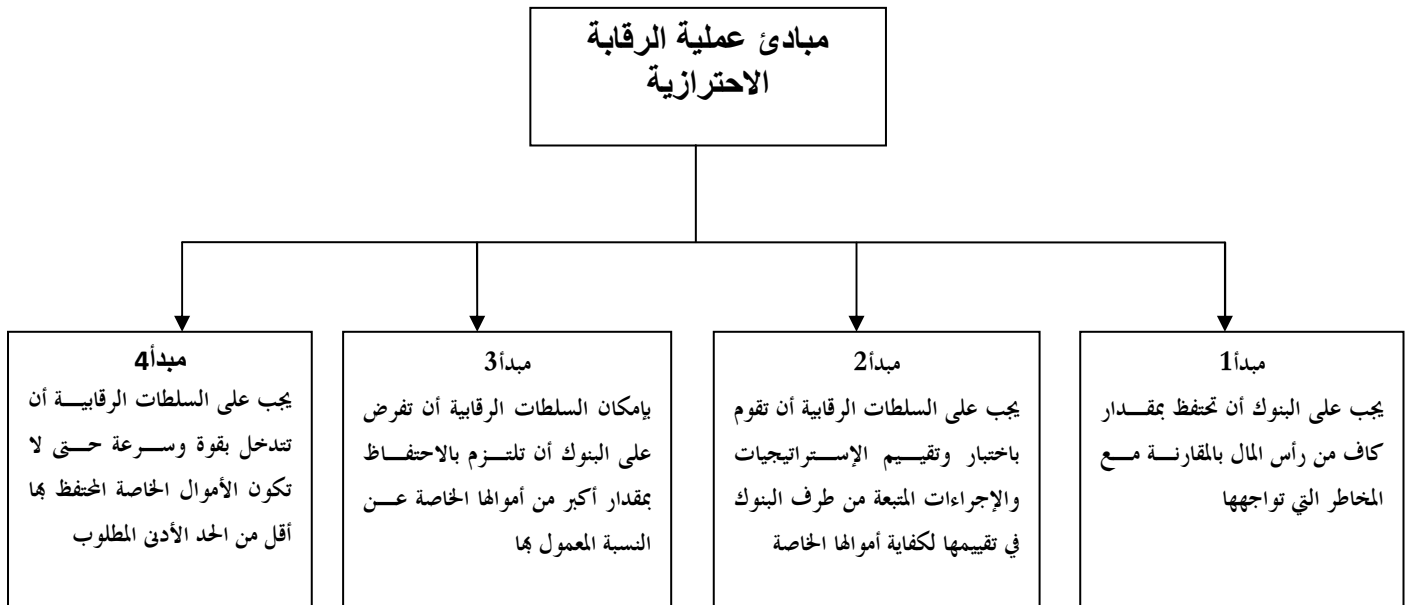 مبادئ عملية الرقابة
الاحترازية
مبدأ1
يجب على البنوك أن تحتفظ بمقدار
كاف من رأس المال بالمقارنة مع
المخاطر التي تواجهها
مبدأ2
يجب على السلطات الرقابية أن تقوم
باختبار وتقييم الإستراتيجيات
والإجراءات المتبعة من طرف البنوك
في تقييمها لكفاية أموالها الخاصة
مبدأ3
بإمكان السلطات الرقابية أن تفرض
على البنوك أن تلتزم بالاحتفاظ
بمقدار أكبر من أموالها الخاصة عن
النسبة المعمول بها
مبدأ4
يجب على السلطات الرقابية أن
تتدخل بقوة وسرعة حتى لا
تكون الأموال الخاصة المحتفظ بها
أقل من الحد الأدنى المطلوب